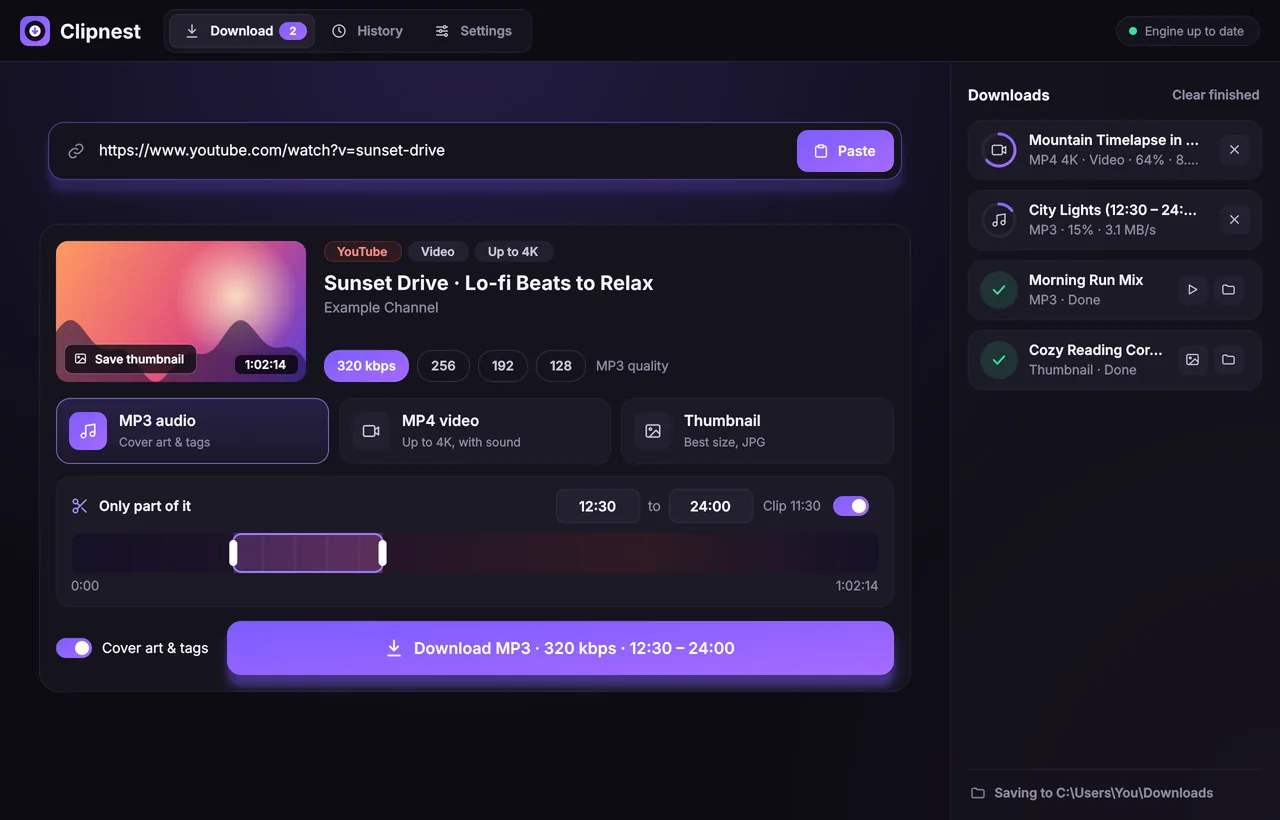 Clipnest
Download 2
History
Settings
Engine up to date
https://www.youtube.com/watch?v=sunset-drive
Paste
YouTube
Video
Up to 4K
Sunset Drive · Lo-fi Beats to Relax
Example Channel
Save thumbnail
1:02:14
320 kbps
256
192
128
MP3 quality
MP3 audio
Cover art & tags
MP4 video
Up to 4K, with sound
Thumbnail
Best size, JPG
Only part of it
12:30 to 24:00
Clip 11:30
0:00
1:02:14
Cover art & tags
Download MP3 · 320 kbps · 12:30 – 24:00
Downloads
Clear finished
Mountain Timelapse in ...
MP4 4K · Video · 64% · 8....
City Lights (12:30 – 24:...
MP3 · 15% · 3.1 MB/s
Morning Run Mix
MP3 · Done
Cozy Reading Cor...
Thumbnail · Done
Saving to C:\Users\You\Downloads